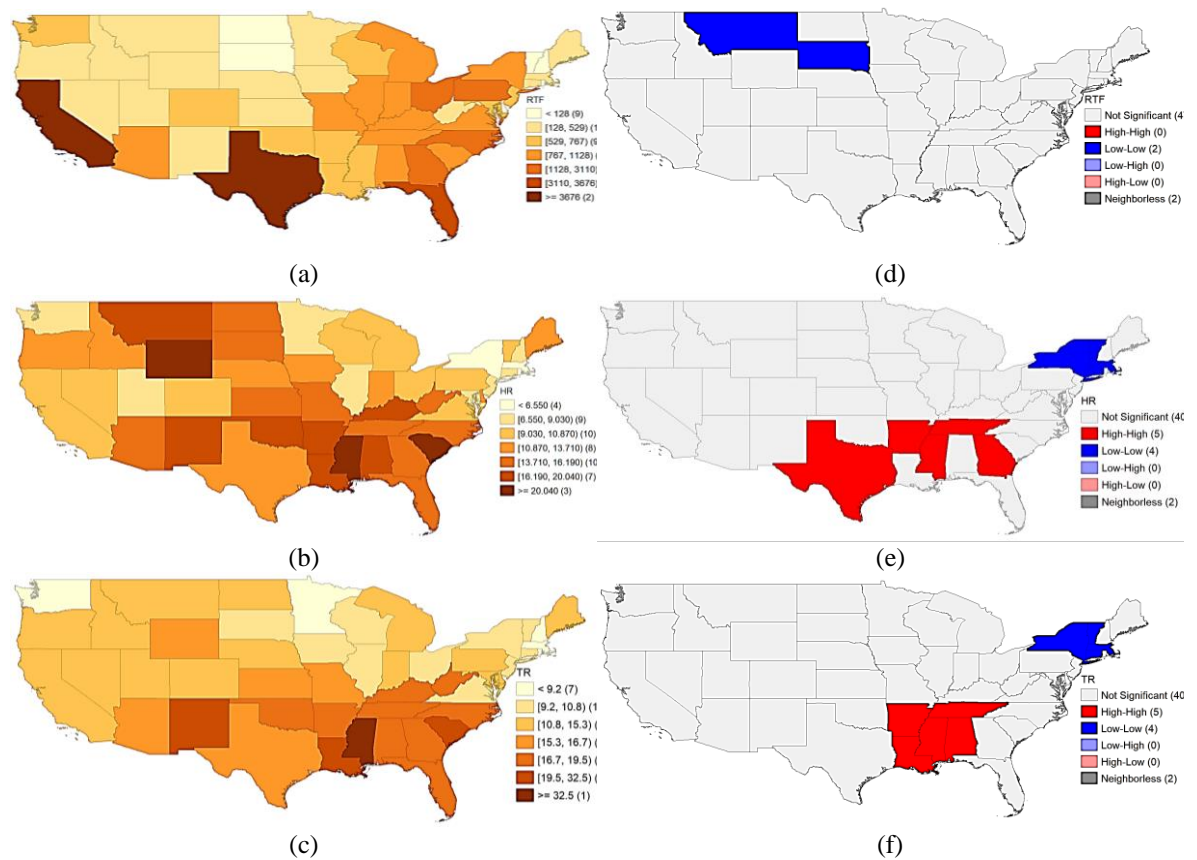 RTF
< 128 (9)
[128, 529) (1
[529, 767) (9
[767, 1128) (
[1128, 3110)
[3110, 3676)
>= 3676 (2)
(a)
RTF
Not Significant (4
High-High (0)
Low-Low (2)
Low-High (0)
High-Low (0)
Neighborless (2)
(d)
HR
< 6.550 (4)
[6.550, 9.030) (9)
[9.030, 10.870) (10)
[10.870, 13.710) (8)
[13.710, 16.190) (10
[16.190, 20.040) (7)
>= 20.040 (3)
(b)
HR
Not Significant (40
High-High (5)
Low-Low (4)
Low-High (0)
High-Low (0)
Neighborless (2)
(e)
TR
< 9.2 (7)
[9.2, 10.8) (1
[10.8, 15.3) (
[15.3, 16.7) (
[16.7, 19.5) (
[19.5, 32.5) (
>= 32.5 (1)
(c)
TR
Not Significant (40
High-High (5)
Low-Low (4)
Low-High (0)
High-Low (0)
Neighborless (2)
(f)